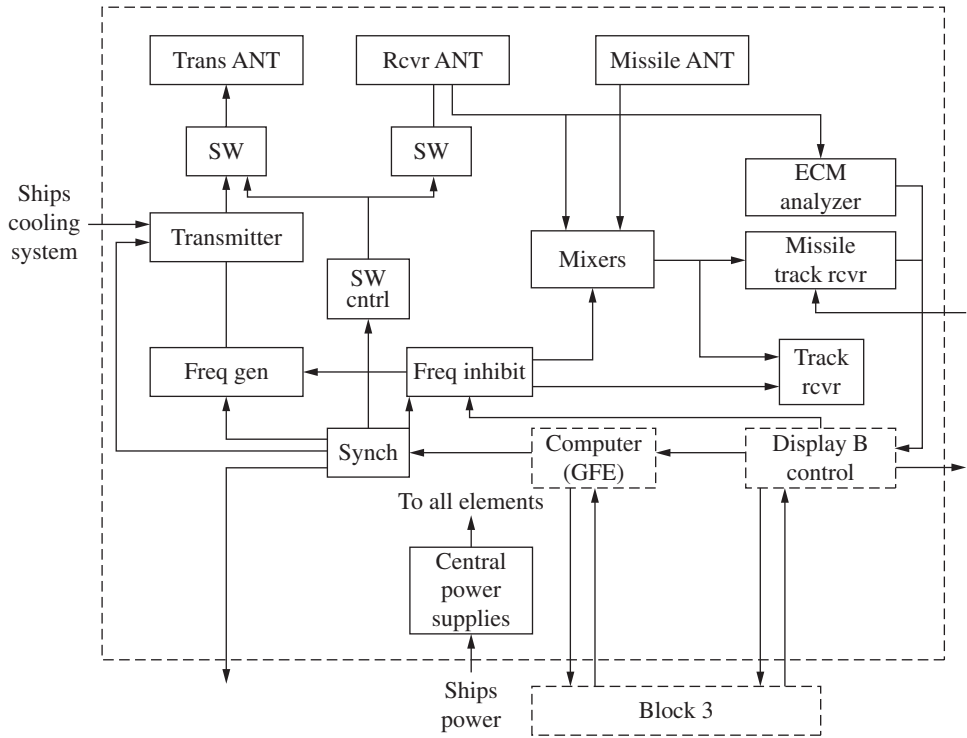 Trans ANT
Rcvr ANT
Missile ANT
SW
SW
ECM
analyzer
Ships
cooling
system
Transmitter
Mixers
Missile
track rcvr
SW
cntrl
Freq gen
Freq inhibit
Track
rcvr
Synch
Computer
(GFE)
Display B
control
To all elements
Central
power
supplies
Ships
power
Block 3